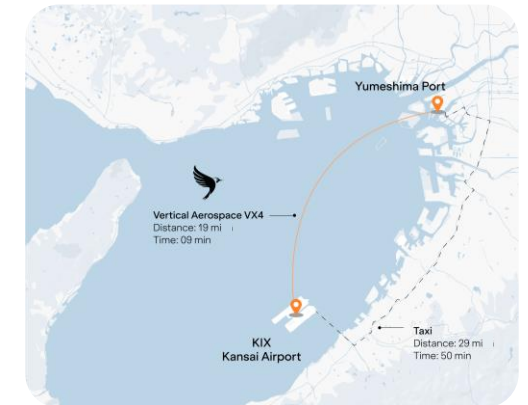 Yumeshima Port
Vertical Aerospace VX4
Distance: 19 mi
Time: 09 min
KIX
Kansai Airport
Taxi
Distance: 29 mi
Time: 50 min